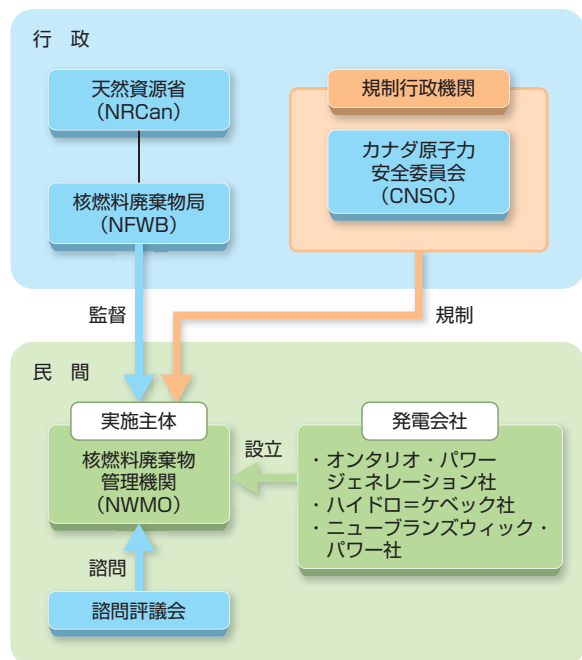 行 政
天然資源省
(NRCan)
核燃料廃棄物局
(NFWB)
規制行政機関
カナダ原子力
安全委員会
(CNSC)
監督
規制
民 間
実施主体
核燃料廃棄物
管理機関
(NWMO)
設立
発電会社
・オンタリオ・パワー
ジェネレーション社
・ハイドロ＝ケベック社
・ニューブランズウィック・
パワー社
諮問
諮問評議会